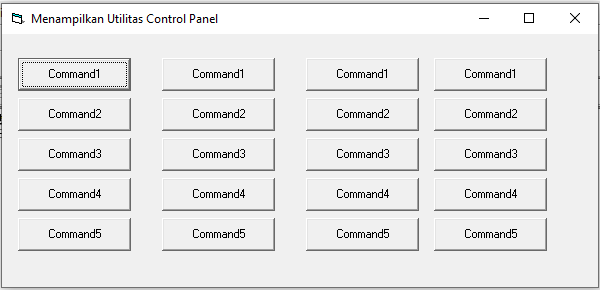 Menampilkan Utilitas Control Panel
Command1 Command1 Command1 Command1
Command2 Command2 Command2 Command2
Command3 Command3 Command3 Command3
Command4 Command4 Command4 Command4
Command5 Command5 Command5 Command5